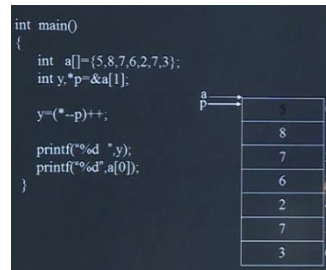 int main()
{
int a[]={5,8,7,6,2,7,3};
int y,*p=&a[1];
y=(*--p)++;
printf("%d ",y);
printf("%d",a[0]);
}
a
p
5
8
7
6
2
7
3